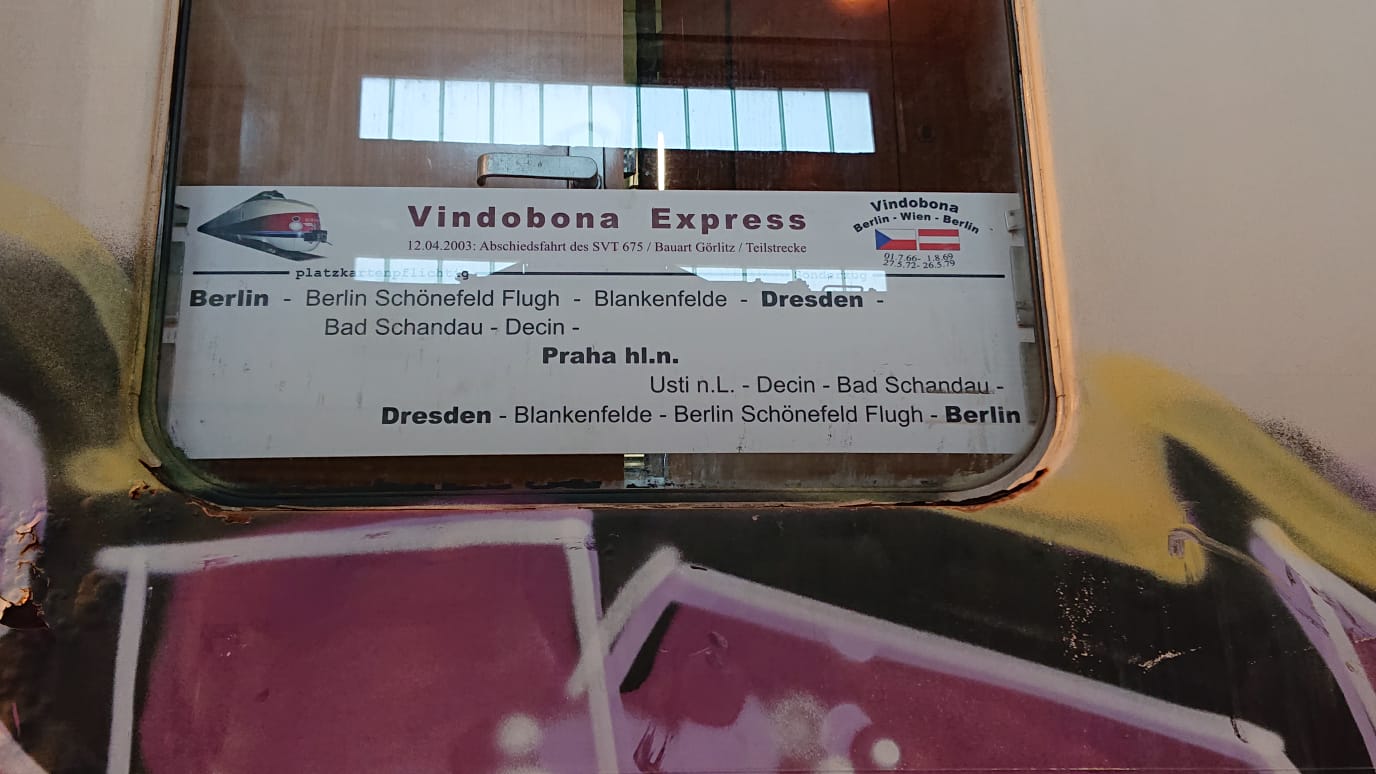 Vindobona Express
12.04.2003: Abschiedsfahrt des SVT 675 / Bauart Görlitz / Teilstrecke
Vindobona
Berlin - Wien - Berlin
01.7.66- 1.8.69
27.5.72- 26.5.79
platzkartenpflichtig
Sonderzug
Berlin - Berlin Schönefeld Flugh - Blankenfelde - Dresden -
Bad Schandau - Decin -
Praha hl.n.
Usti n.L. - Decin - Bad Schandau -
Dresden - Blankenfelde - Berlin Schönefeld Flugh - Berlin